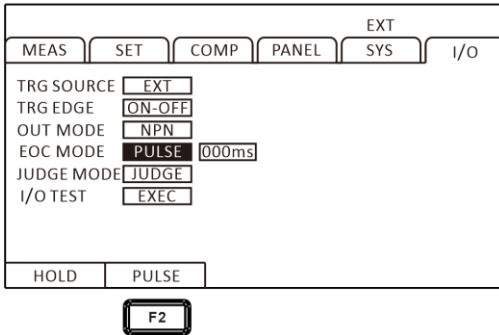 EXT
MEAS SET COMP PANEL SYS I/O
TRG SOURCE EXT
TRG EDGE ON-OFF
OUT MODE NPN
EOC MODE PULSE 000ms
JUDGE MODE JUDGE
I/O TEST EXEC
HOLD PULSE
F2